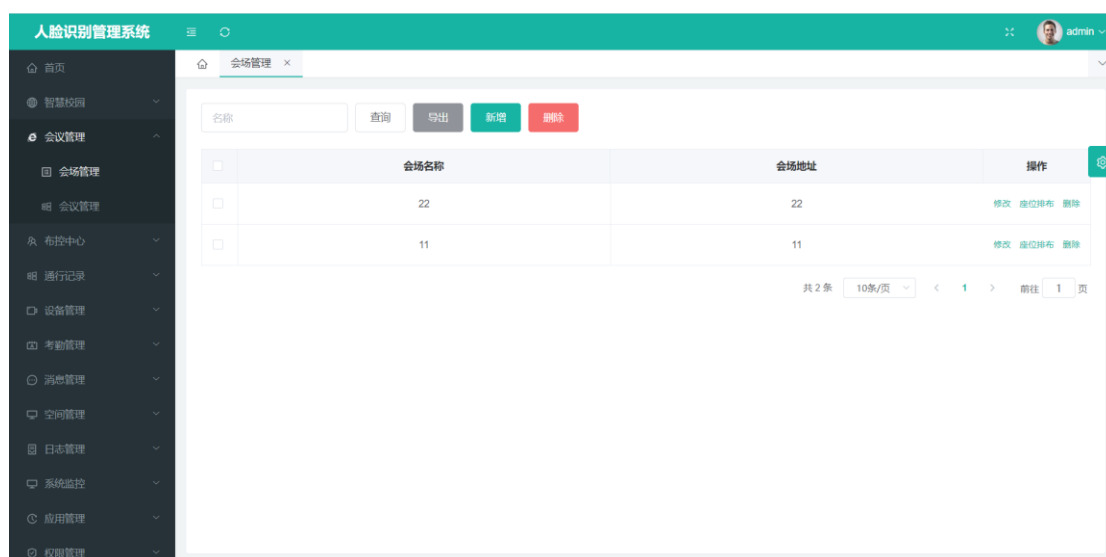 人脸识别管理系统
admin
首页
会场管理 ×
智慧校园
会议管理
会场管理
会议管理
布控中心
通行记录
设备管理
考勤管理
消息管理
空间管理
日志管理
系统监控
应用管理
权限管理
名称 查询 导出 新增 删除
会场名称 会场地址 操作
22 22 修改 座位排布 删除
11 11 修改 座位排布 删除
共 2 条 10条/页 1 前往 1 页